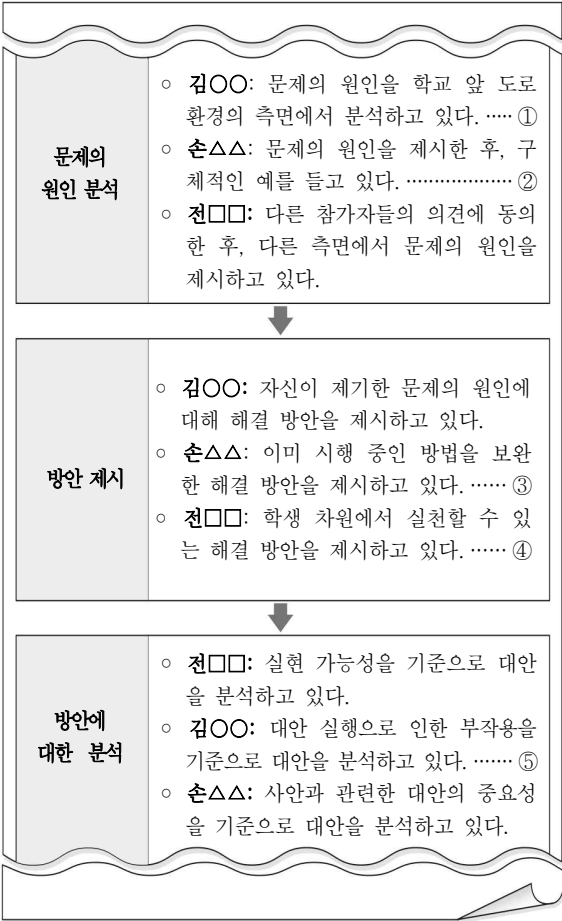 문제의
원인 분석
◦ 김○○: 문제의 원인을 학교 앞 도로
환경의 측면에서 분석하고 있다. ····· ①
◦ 손△△: 문제의 원인을 제시한 후, 구
체적인 예를 들고 있다. ··················· ②
◦ 전□□: 다른 참가자들의 의견에 동의
한 후, 다른 측면에서 문제의 원인을
제시하고 있다.
방안 제시
◦ 김○○: 자신이 제기한 문제의 원인에
대해 해결 방안을 제시하고 있다.
◦ 손△△: 이미 시행 중인 방법을 보완
한 해결 방안을 제시하고 있다. ······ ③
◦ 전□□: 학생 차원에서 실천할 수 있
는 해결 방안을 제시하고 있다. ······ ④
방안에
대한 분석
◦ 전□□: 실현 가능성을 기준으로 대안
을 분석하고 있다.
◦ 김○○: 대안 실행으로 인한 부작용을
기준으로 대안을 분석하고 있다. ······· ⑤
◦ 손△△: 사안과 관련한 대안의 중요성
을 기준으로 대안을 분석하고 있다.